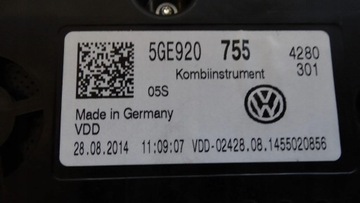 5GE920 755 4280
Kombiinstrument 301
05S
Made in Germany
VDD
28.08.2014 11:09:07 VDD-02428.08.1455020856